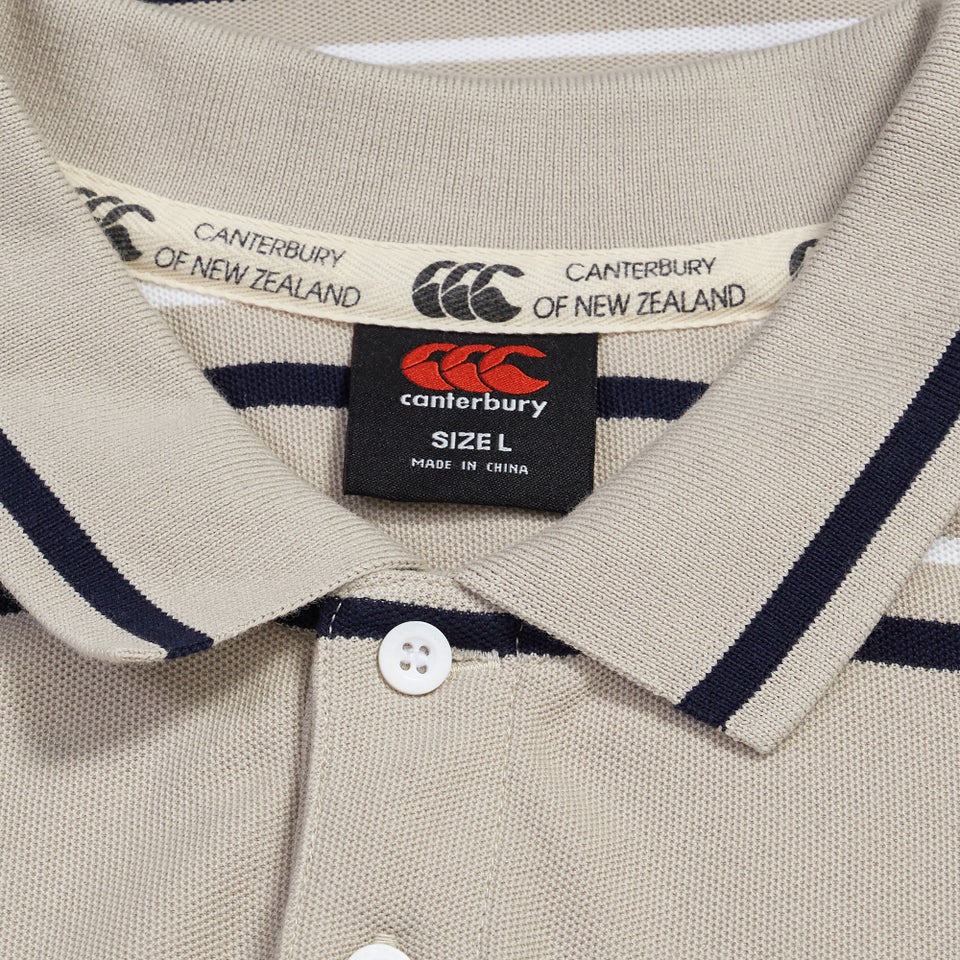 CANTERBURY
OF NEW ZEALAND
CANTERBURY
OF NEW ZEALAND
canterbury
SIZE L
MADE IN CHINA